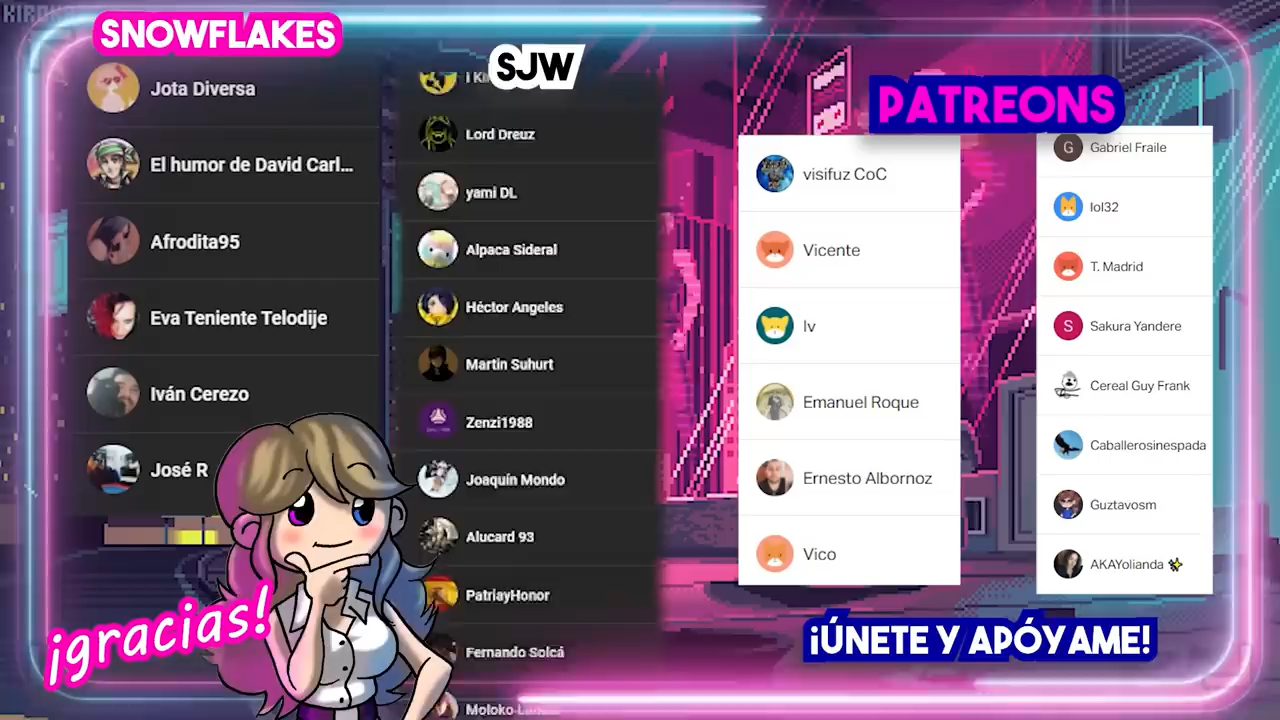 SNOWFLAKES
Jota Diversa
El humor de David Carl...
Afrodita95
Eva Teniente Telodije
Iván Cerezo
José R
¡gracias!
SJW
Lord Dreuz
yami DL
Alpaca Sideral
Héctor Angeles
Martin Suhurt
Zenzi1988
Joaquín Mondo
Alucard 93
PatriayHonor
Fernando Solcá
Moloko
PATREONS
visifuz CoC
Vicente
Iv
Emanuel Roque
Ernesto Albornoz
Vico
Gabriel Fraile
lol32
T. Madrid
Sakura Yandere
Cereal Guy Frank
Caballerosinespada
Guztavosm
AKAYolianda ✨
¡ÚNETE Y APÓYAME!